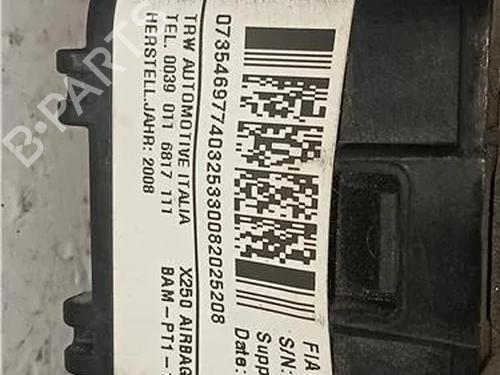 FIA
S/N:
Supp
Date:
07354697740325330082025208
TRW AUTOMOTIVE ITALIA
TEL. 0039 011 6817 111
HERSTELL.JAHR: 2008
X250 AIRBAG
BAM-PT1-
B-PARTS